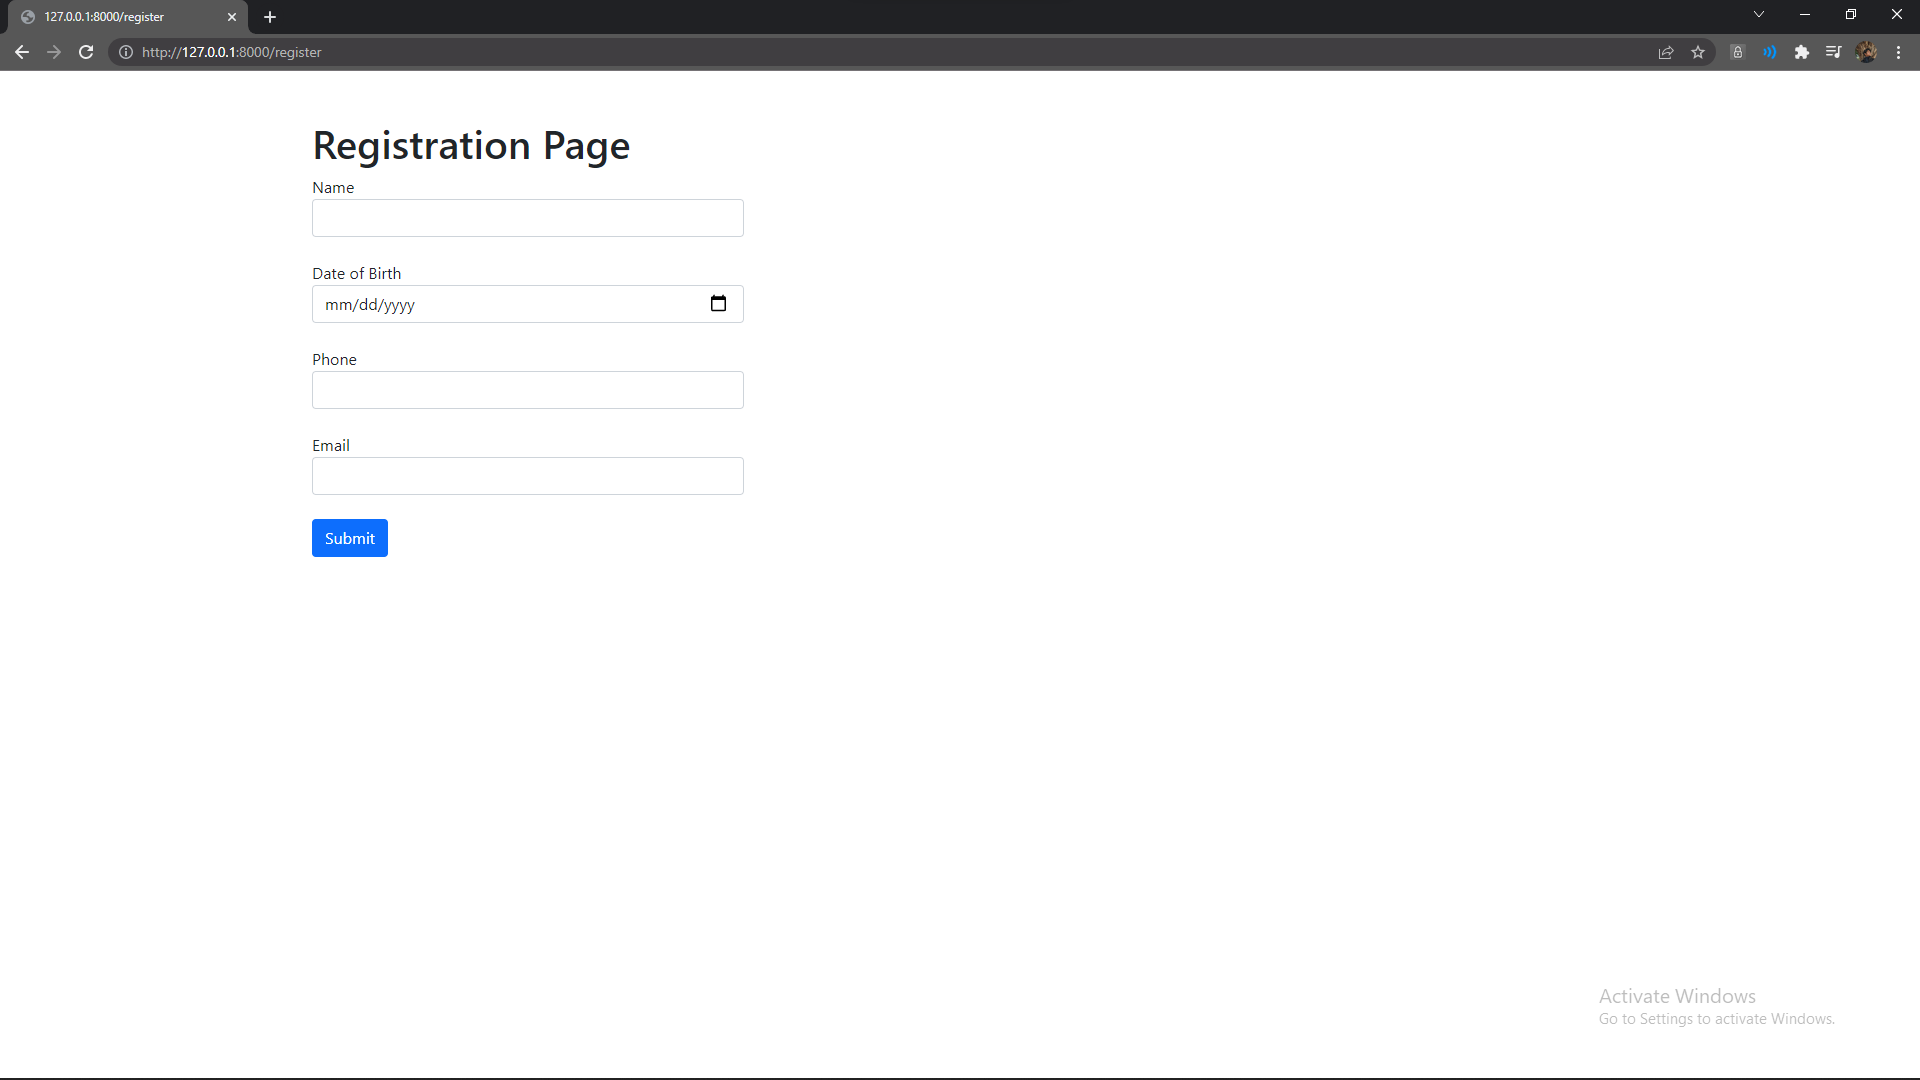 127.0.0.1:8000/register
http://127.0.0.1:8000/register
Registration Page
Name
Date of Birth
mm/dd/yyyy
Phone
Email
Submit
Activate Windows
Go to Settings to activate Windows.